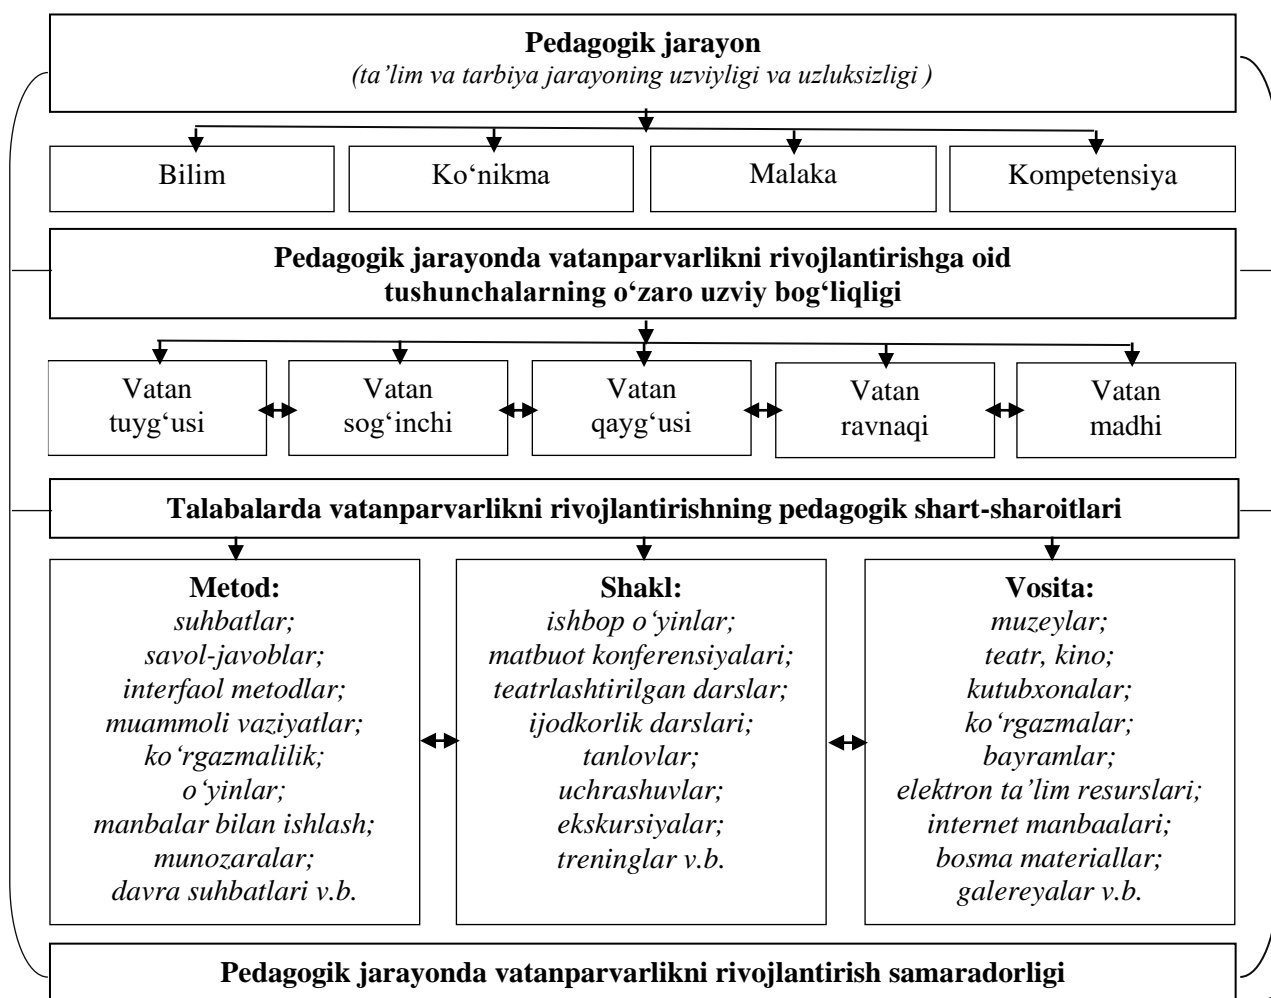 Pedagogik jarayon
(ta’lim va tarbiya jarayoning uzviyligi va uzluksizligi )
Bilim
Ko‘nikma
Malaka
Kompetensiya
Pedagogik jarayonda vatanparvarlikni rivojlantirishga oid
tushunchalarning o‘zaro uzviy bog‘liqligi
Vatan
tuyg‘usi
Vatan
sog‘inchi
Vatan
qayg‘usi
Vatan
ravnaqi
Vatan
madhi
Talabalarda vatanparvarlikni rivojlantirishning pedagogik shart-sharoitlari
Metod:
suhbatlar;
savol-javoblar;
interfaol metodlar;
muammoli vaziyatlar;
ko‘rgazmalilik;
o‘yinlar;
manbalar bilan ishlash;
munozaralar;
davra suhbatlari v.b.
Shakl:
ishbop o‘yinlar;
matbuot konferensiyalari;
teatrlashtirilgan darslar;
ijodkorlik darslari;
tanlovlar;
uchrashuvlar;
ekskursiyalar;
treninglar v.b.
Vosita:
muzeylar;
teatr, kino;
kutubxonalar;
ko‘rgazmalar;
bayramlar;
elektron ta’lim resurslari;
internet manbaalari;
bosma materiallar;
galereyalar v.b.
Pedagogik jarayonda vatanparvarlikni rivojlantirish samaradorligi